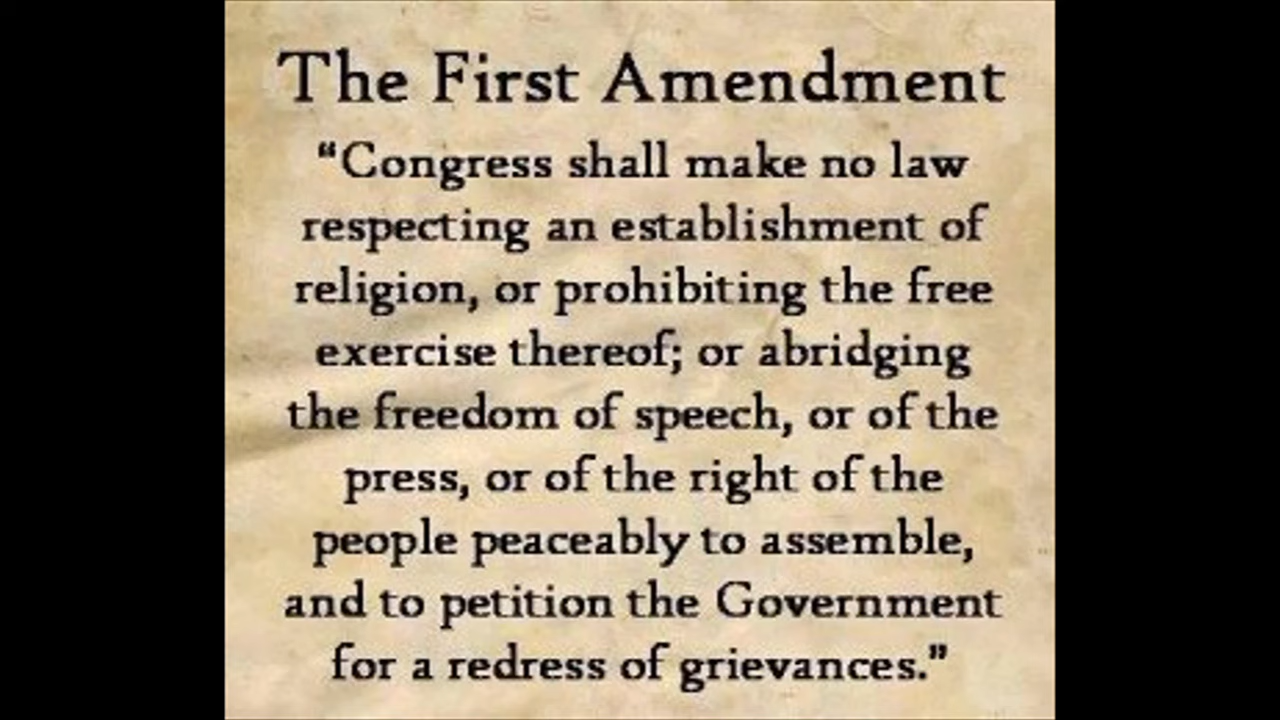 The First Amendment
“Congress shall make no law
respecting an establishment of
religion, or prohibiting the free
exercise thereof; or abridging
the freedom of speech, or of the
press, or of the right of the
people peaceably to assemble,
and to petition the Government
for a redress of grievances.”